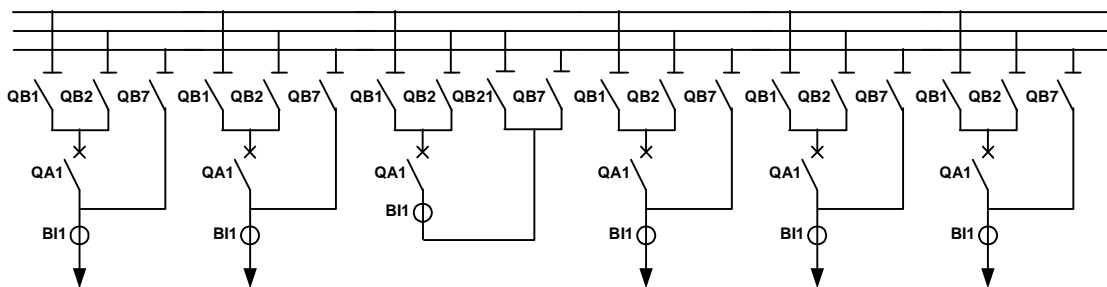 QB1 QB2 QB7 QB1 QB2 QB7 QB1 QB2 QB21 QB7 QB1 QB2 QB7 QB1 QB2 QB7 QB1 QB2 QB7
QA1 QA1 QA1 QA1 QA1 QA1
BI1
BI1 BI1 BI1 BI1 BI1